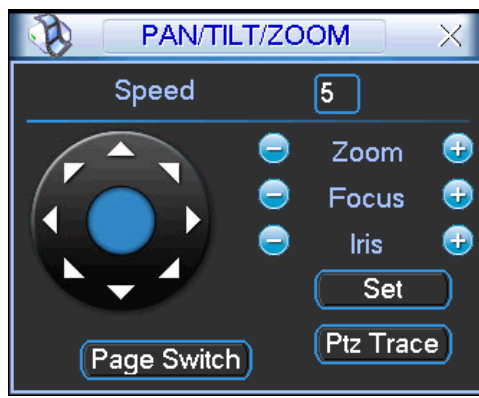 PAN/TILT/ZOOM
Speed 5
Zoom
Focus
Iris
Set
Ptz Trace
Page Switch